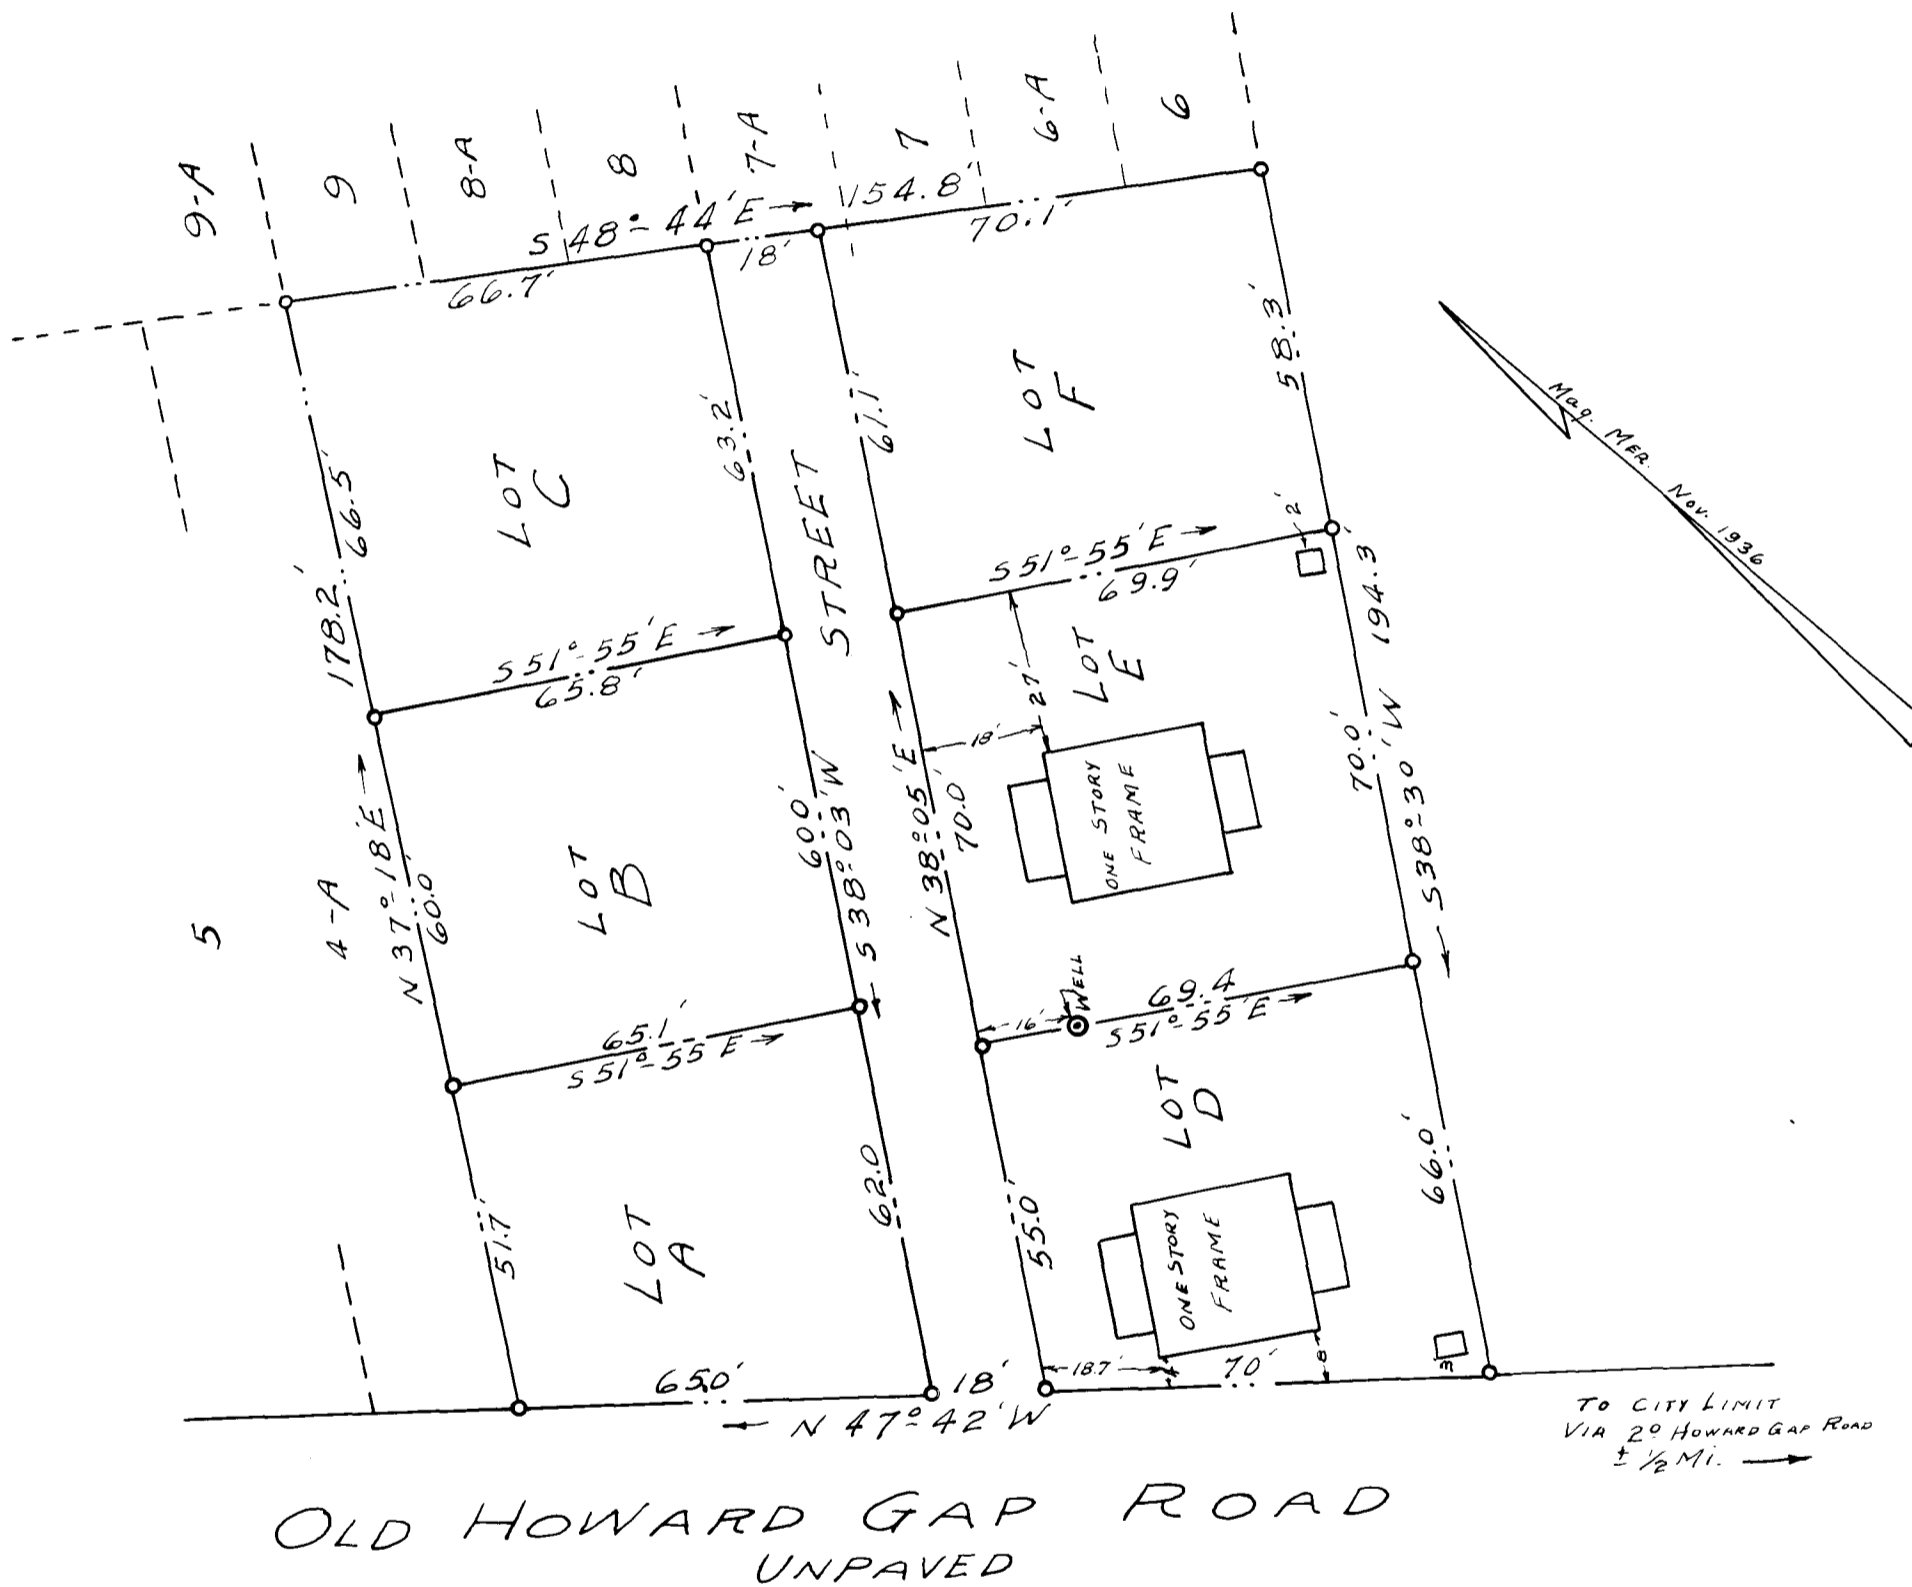 9-A
9
8-A
8
7-A
7
6-A
6
S 48°-44' E → 154.8'
66.7'
18'
70.1'
178.2'
66.5'
LOT
C
63.2'
STREET
61.1'
LOT
F
58.3'
2'
Mag. MER. Nov. 1936
S 51°-55' E →
69.9'
194.3'
S 51°-55' E →
65.8'
27'
LOT
E
18'
ONE STORY
FRAME
70.0'
← S 38°-30' W
5
4-A
N 37°-18' E →
60.0'
LOT
B
60.0'
← S 38°-03' W
N 38°-05' E →
70.0'
WELL
16'
69.4
S 51°-55' E →
65.1'
S 51°-55' E →
LOT
D
66.0'
51.7'
LOT
A
62.0
55.0'
ONE STORY
FRAME
18.7'
8'
3
65.0'
18'
70'
← N 47°-42' W
TO CITY LIMIT
VIA 2º HOWARD GAP ROAD
± 1/2 Mi. →
OLD HOWARD GAP ROAD
UNPAVED